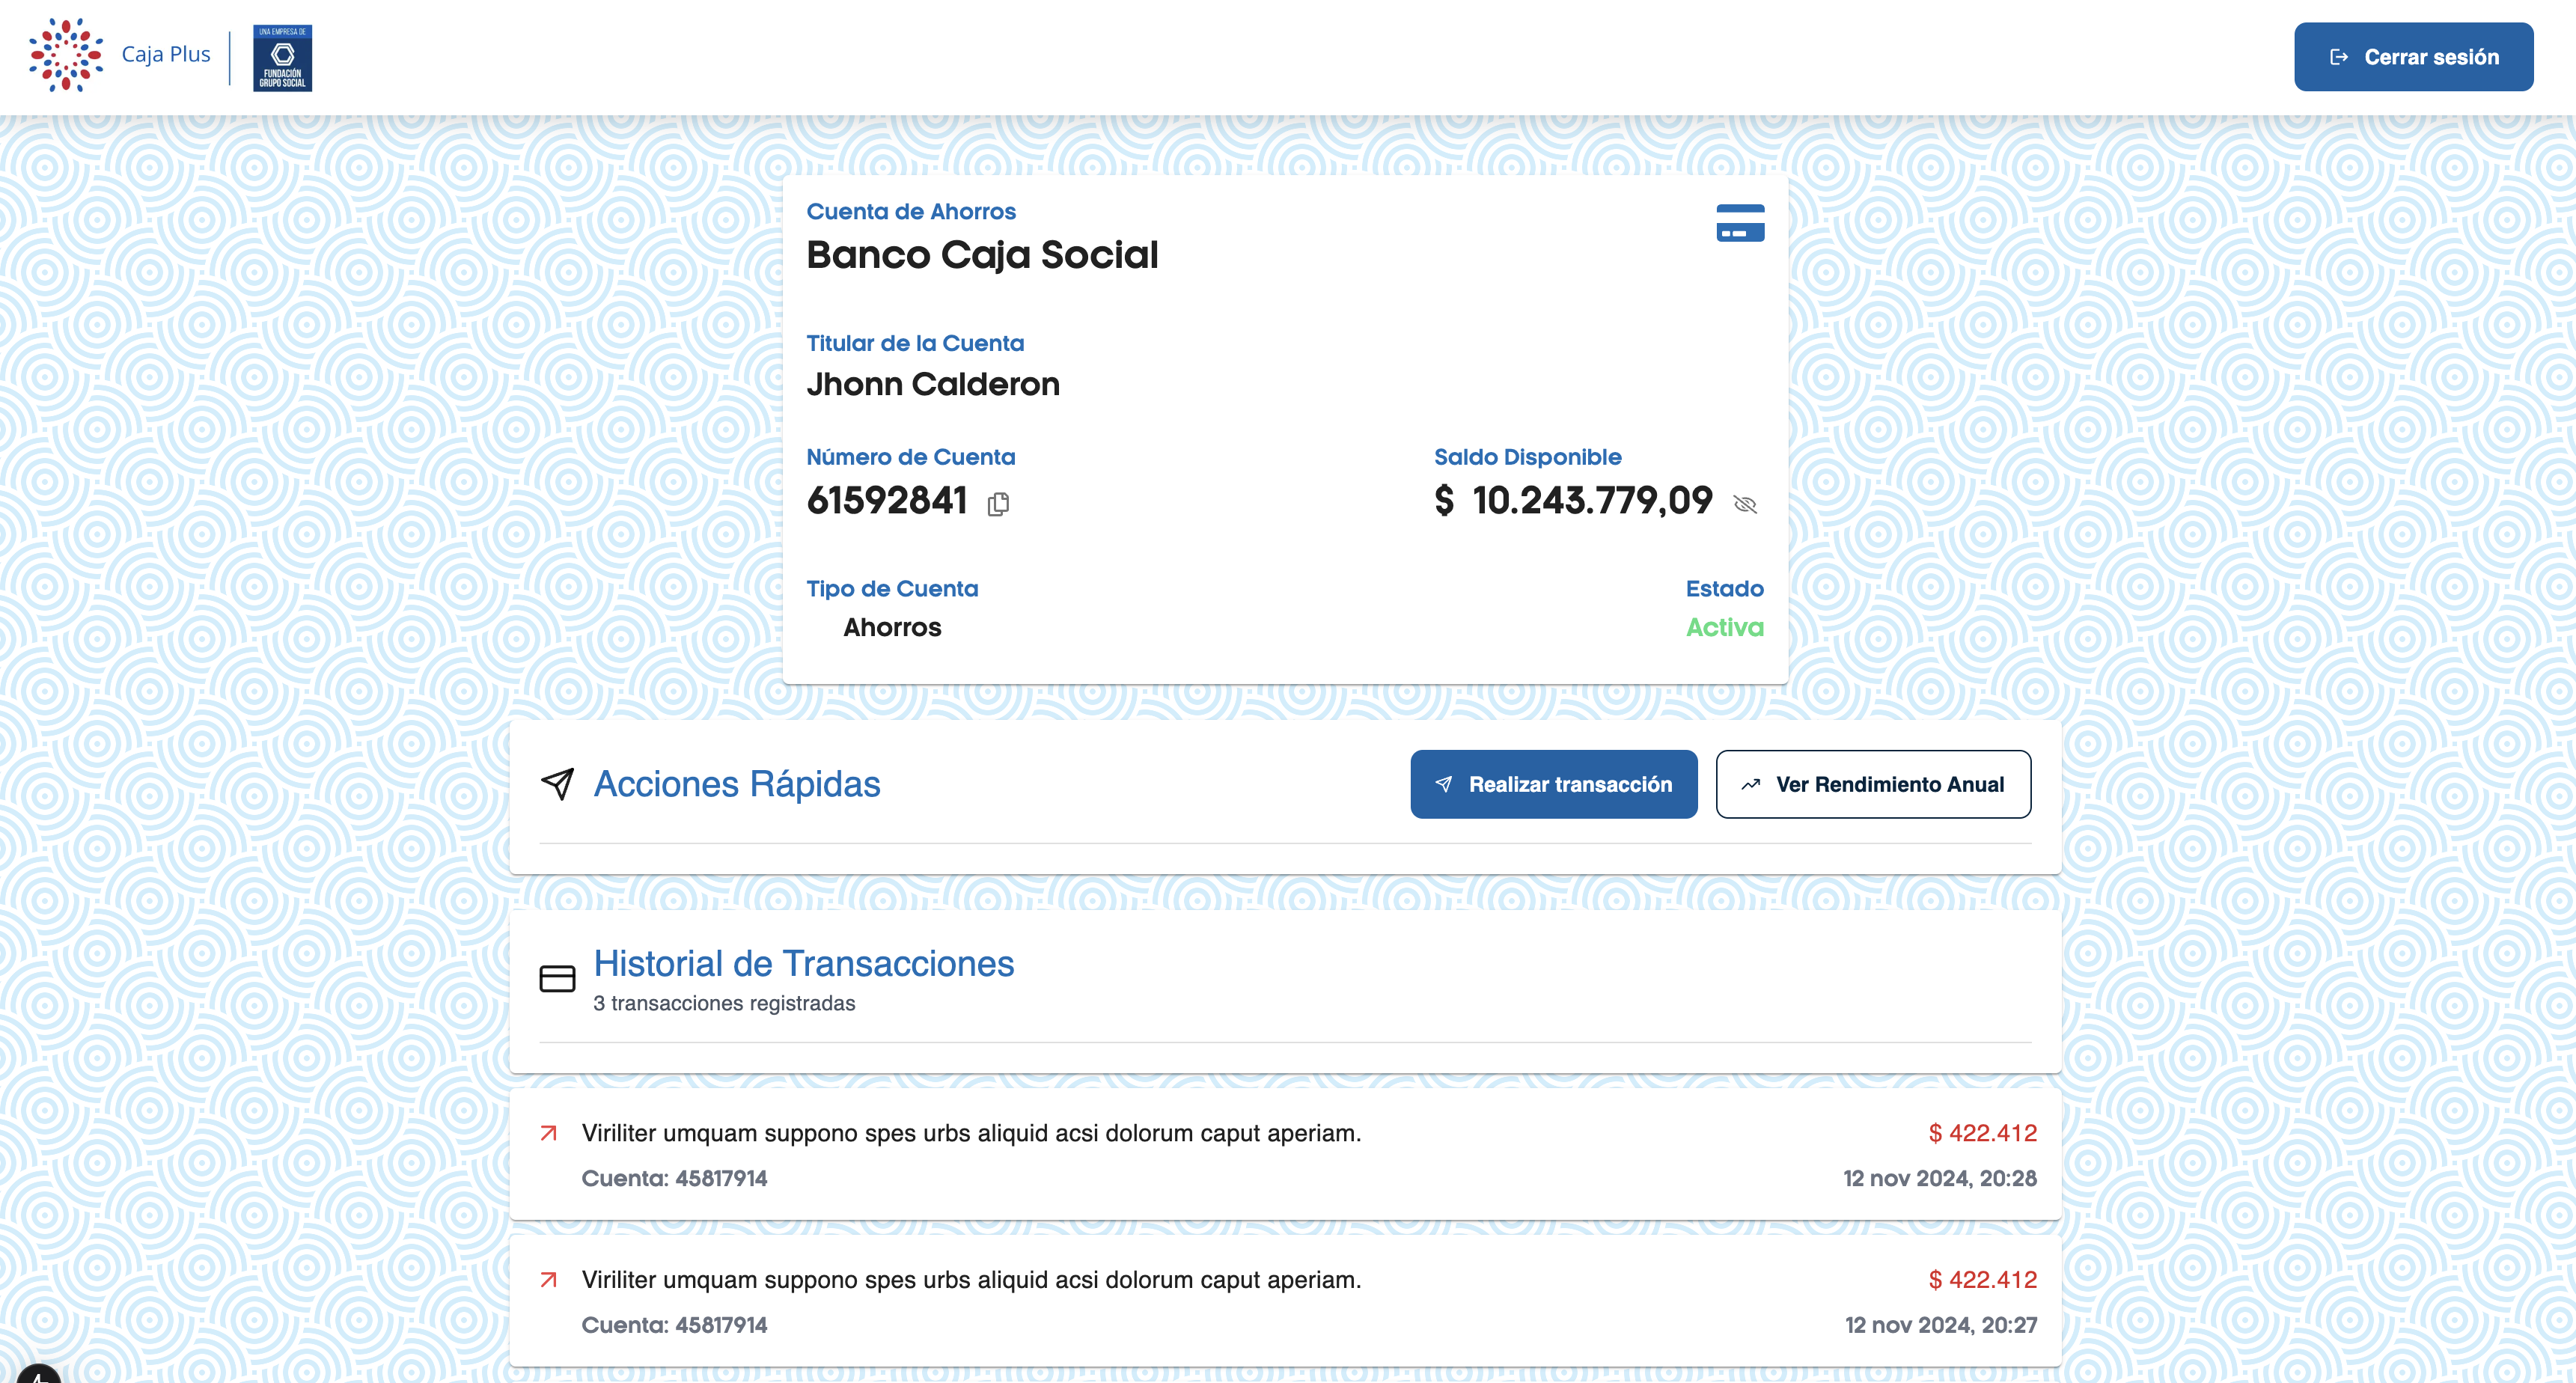 Caja Plus
UNA EMPRESA DE
FUNDACIÓN
GRUPO SOCIAL
Cerrar sesión
Cuenta de Ahorros
Banco Caja Social
Titular de la Cuenta
Jhonn Calderon
Número de Cuenta
Saldo Disponible
61592841
$ 10.243.779,09
Tipo de Cuenta
Estado
Ahorros
Activa
Acciones Rápidas
Realizar transacción
Ver Rendimiento Anual
Historial de Transacciones
3 transacciones registradas
Viriliter umquam suppono spes urbs aliquid acsi dolorum caput aperiam.
$ 422.412
Cuenta: 45817914
12 nov 2024, 20:28
Viriliter umquam suppono spes urbs aliquid acsi dolorum caput aperiam.
$ 422.412
Cuenta: 45817914
12 nov 2024, 20:27